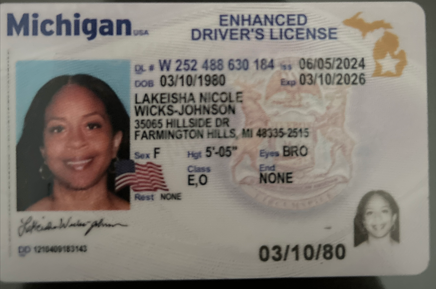 Michigan USA
ENHANCED
DRIVER'S LICENSE
DL # W 252 488 630 184 Iss 06/05/2024
DOB 03/10/1980 Exp 03/10/2026
LAKEISHA NICOLE
WICKS-JOHNSON
35065 HILLSIDE DR
FARMINGTON HILLS, MI 48335-2515
Sex F Hgt 5'-05" Eyes BRO
Class End
E,O NONE
Rest NONE
DD 1210409183143
03/10/80